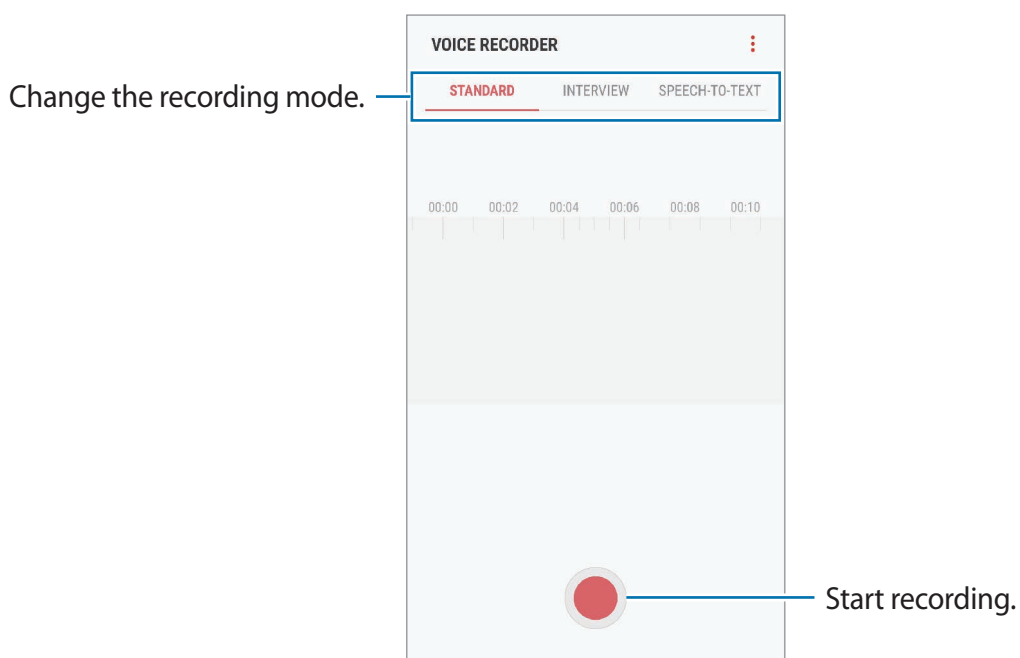 VOICE RECORDER
Change the recording mode.
STANDARD INTERVIEW SPEECH-TO-TEXT
00:00 00:02 00:04 00:06 00:08 00:10
Start recording.